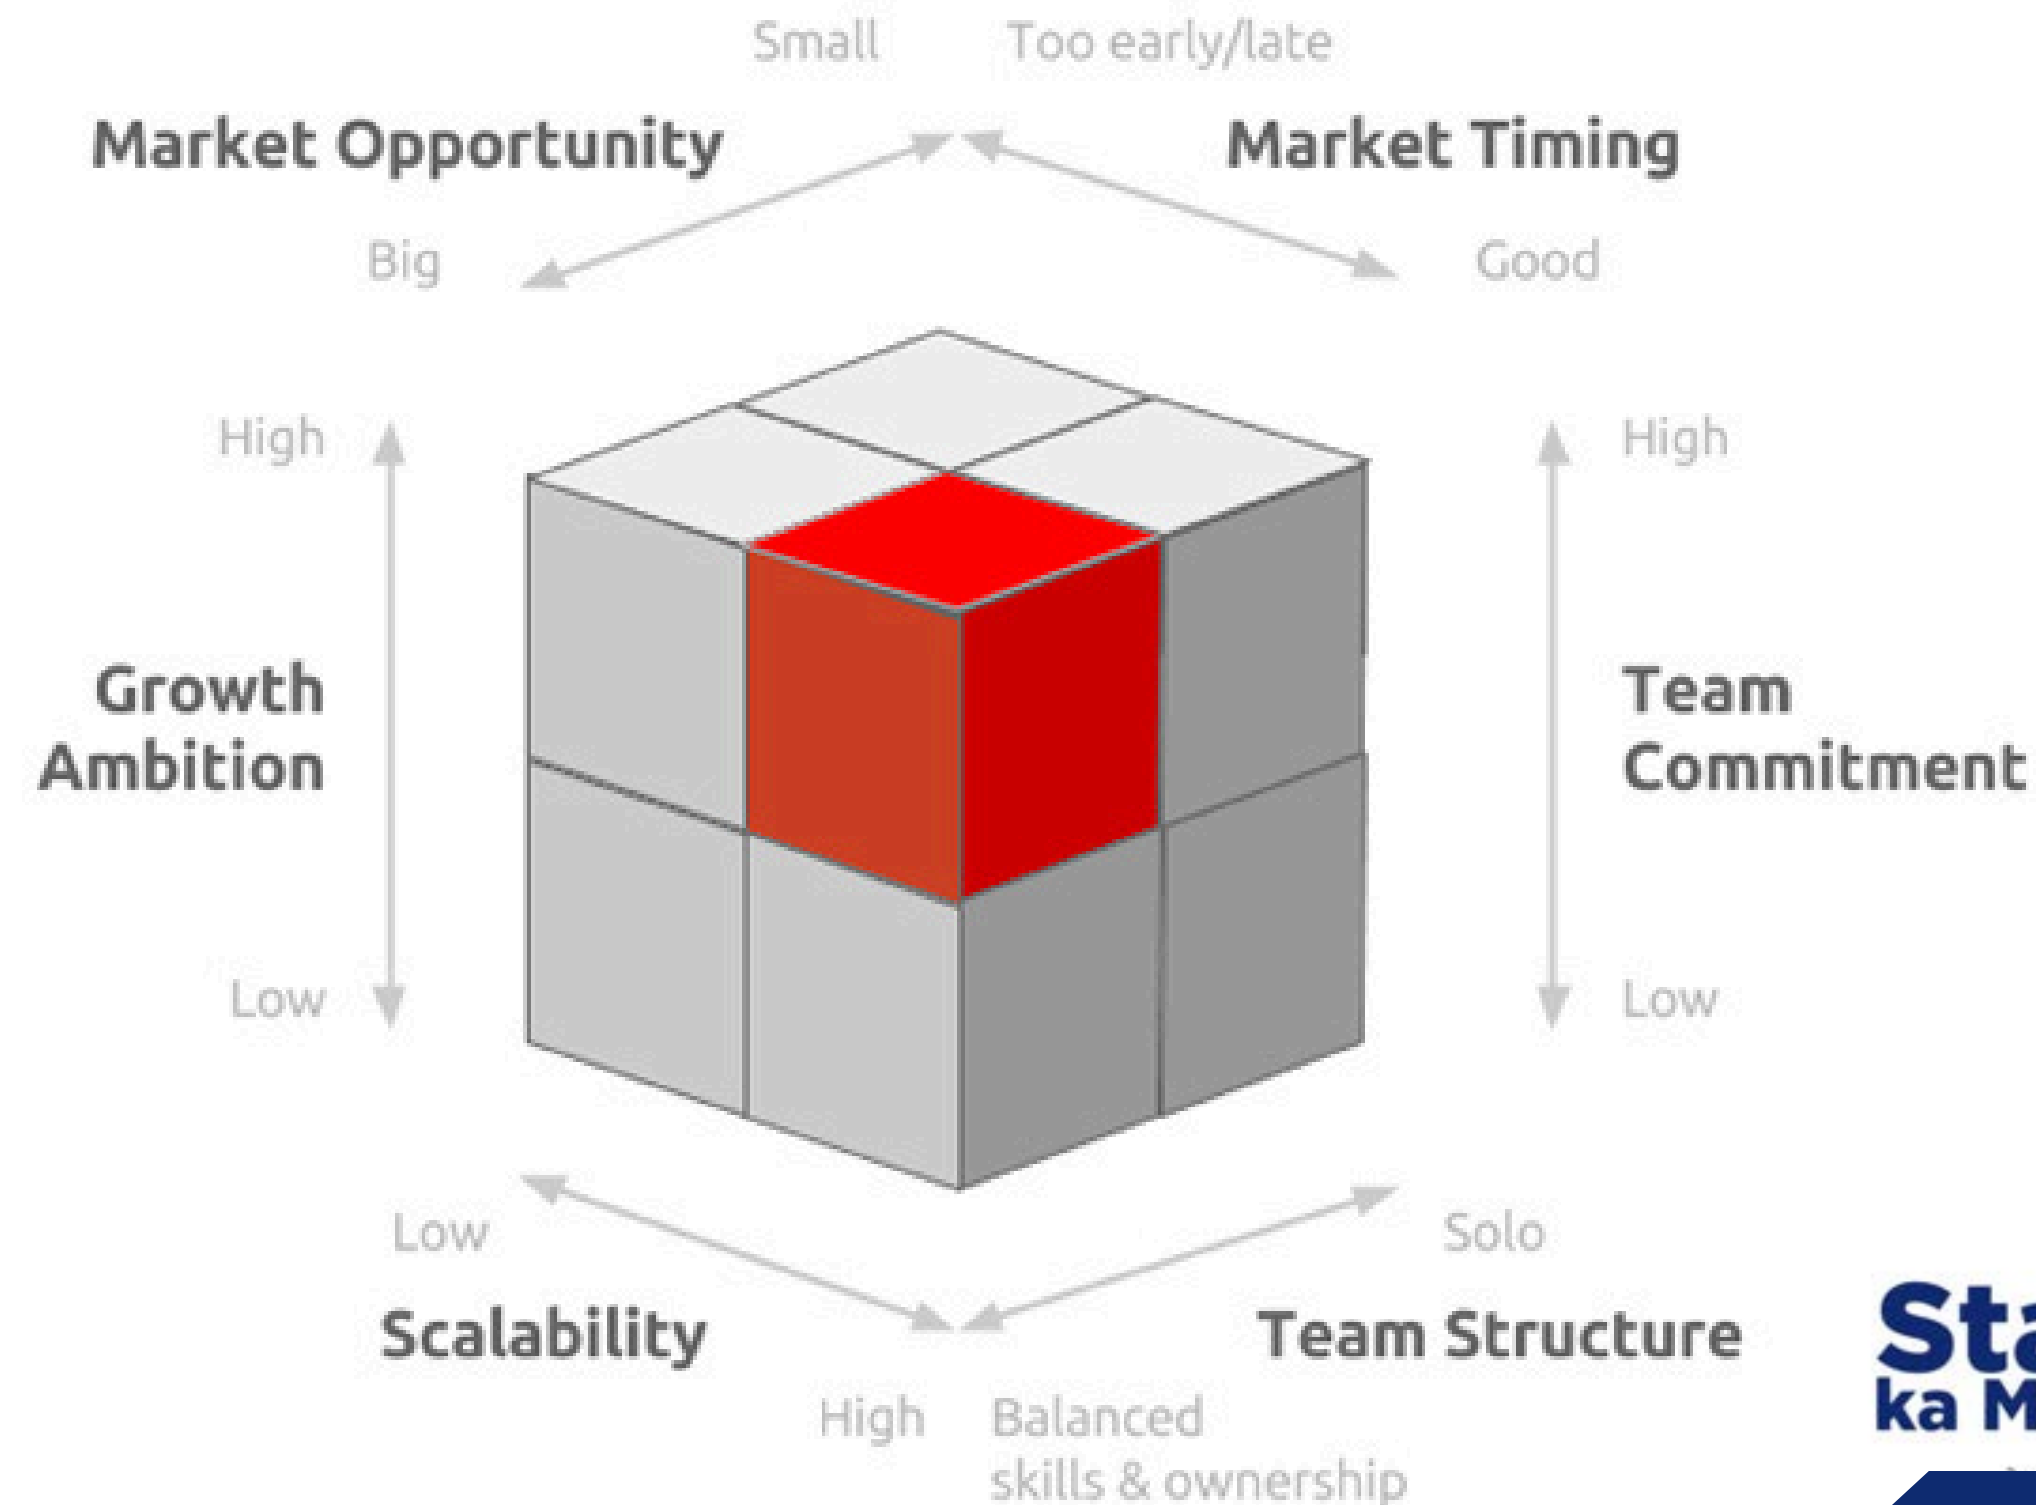 Small Too early/late
Market Opportunity Market Timing
Big Good
High High
Growth
Ambition
Team
Commitment
Low Low
Low Solo
Scalability Team Structure
High Balanced
skills & ownership
ka